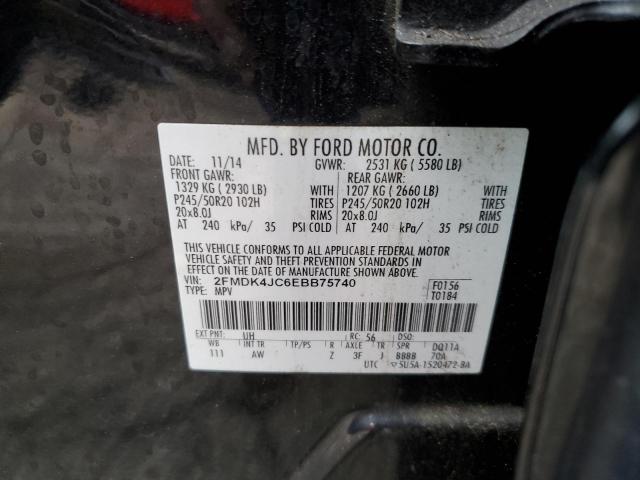 MFD. BY FORD MOTOR CO.
DATE: 11/14 GVWR: 2531 KG ( 5580 LB)
FRONT GAWR: REAR GAWR:
1329 KG ( 2930 LB) WITH 1207 KG ( 2660 LB) WITH
P245/50R20 102H TIRES P245/50R20 102H TIRES
20x8.0J RIMS 20x8.0J RIMS
AT 240 kPa/ 35 PSI COLD AT 240 kPa/ 35 PSI COLD
THIS VEHICLE CONFORMS TO ALL APPLICABLE FEDERAL MOTOR
VEHICLE SAFETY AND THEFT PREVENTION STANDARDS IN
EFFECT ON THE DATE OF MANUFACTURE SHOWN ABOVE.
VIN: 2FMDK4JC6EBB75740 F0156
TYPE: MPV T0184
EXT PNT: UH RC: 56 DSO:
WB INT TR TP/PS R AXLE TR SPR DQ11A
111 AW Z 3F J BBBB 70A
UTC ▽5U5A-1520472-BA